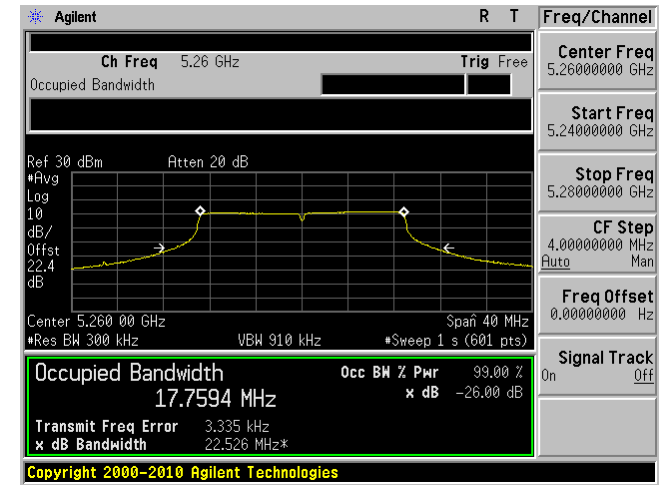 Agilent R T
Freq/Channel
Ch Freq 5.26 GHz Trig Free
Occupied Bandwidth
Center Freq
5.26000000 GHz
Start Freq
5.24000000 GHz
Stop Freq
5.28000000 GHz
CF Step
4.00000000 MHz
Auto Man
Freq Offset
0.00000000 Hz
Signal Track
On Off
Ref 30 dBm Atten 20 dB
#Avg
Log
10
dB/
Offst
22.4
dB
Center 5.260 00 GHz Span 40 MHz
#Res BW 300 kHz VBW 910 kHz #Sweep 1 s (601 pts)
Occupied Bandwidth Occ BW % Pwr 99.00 %
17.7594 MHz x dB -26.00 dB
Transmit Freq Error 3.335 kHz
x dB Bandwidth 22.526 MHz*
Copyright 2000-2010 Agilent Technologies